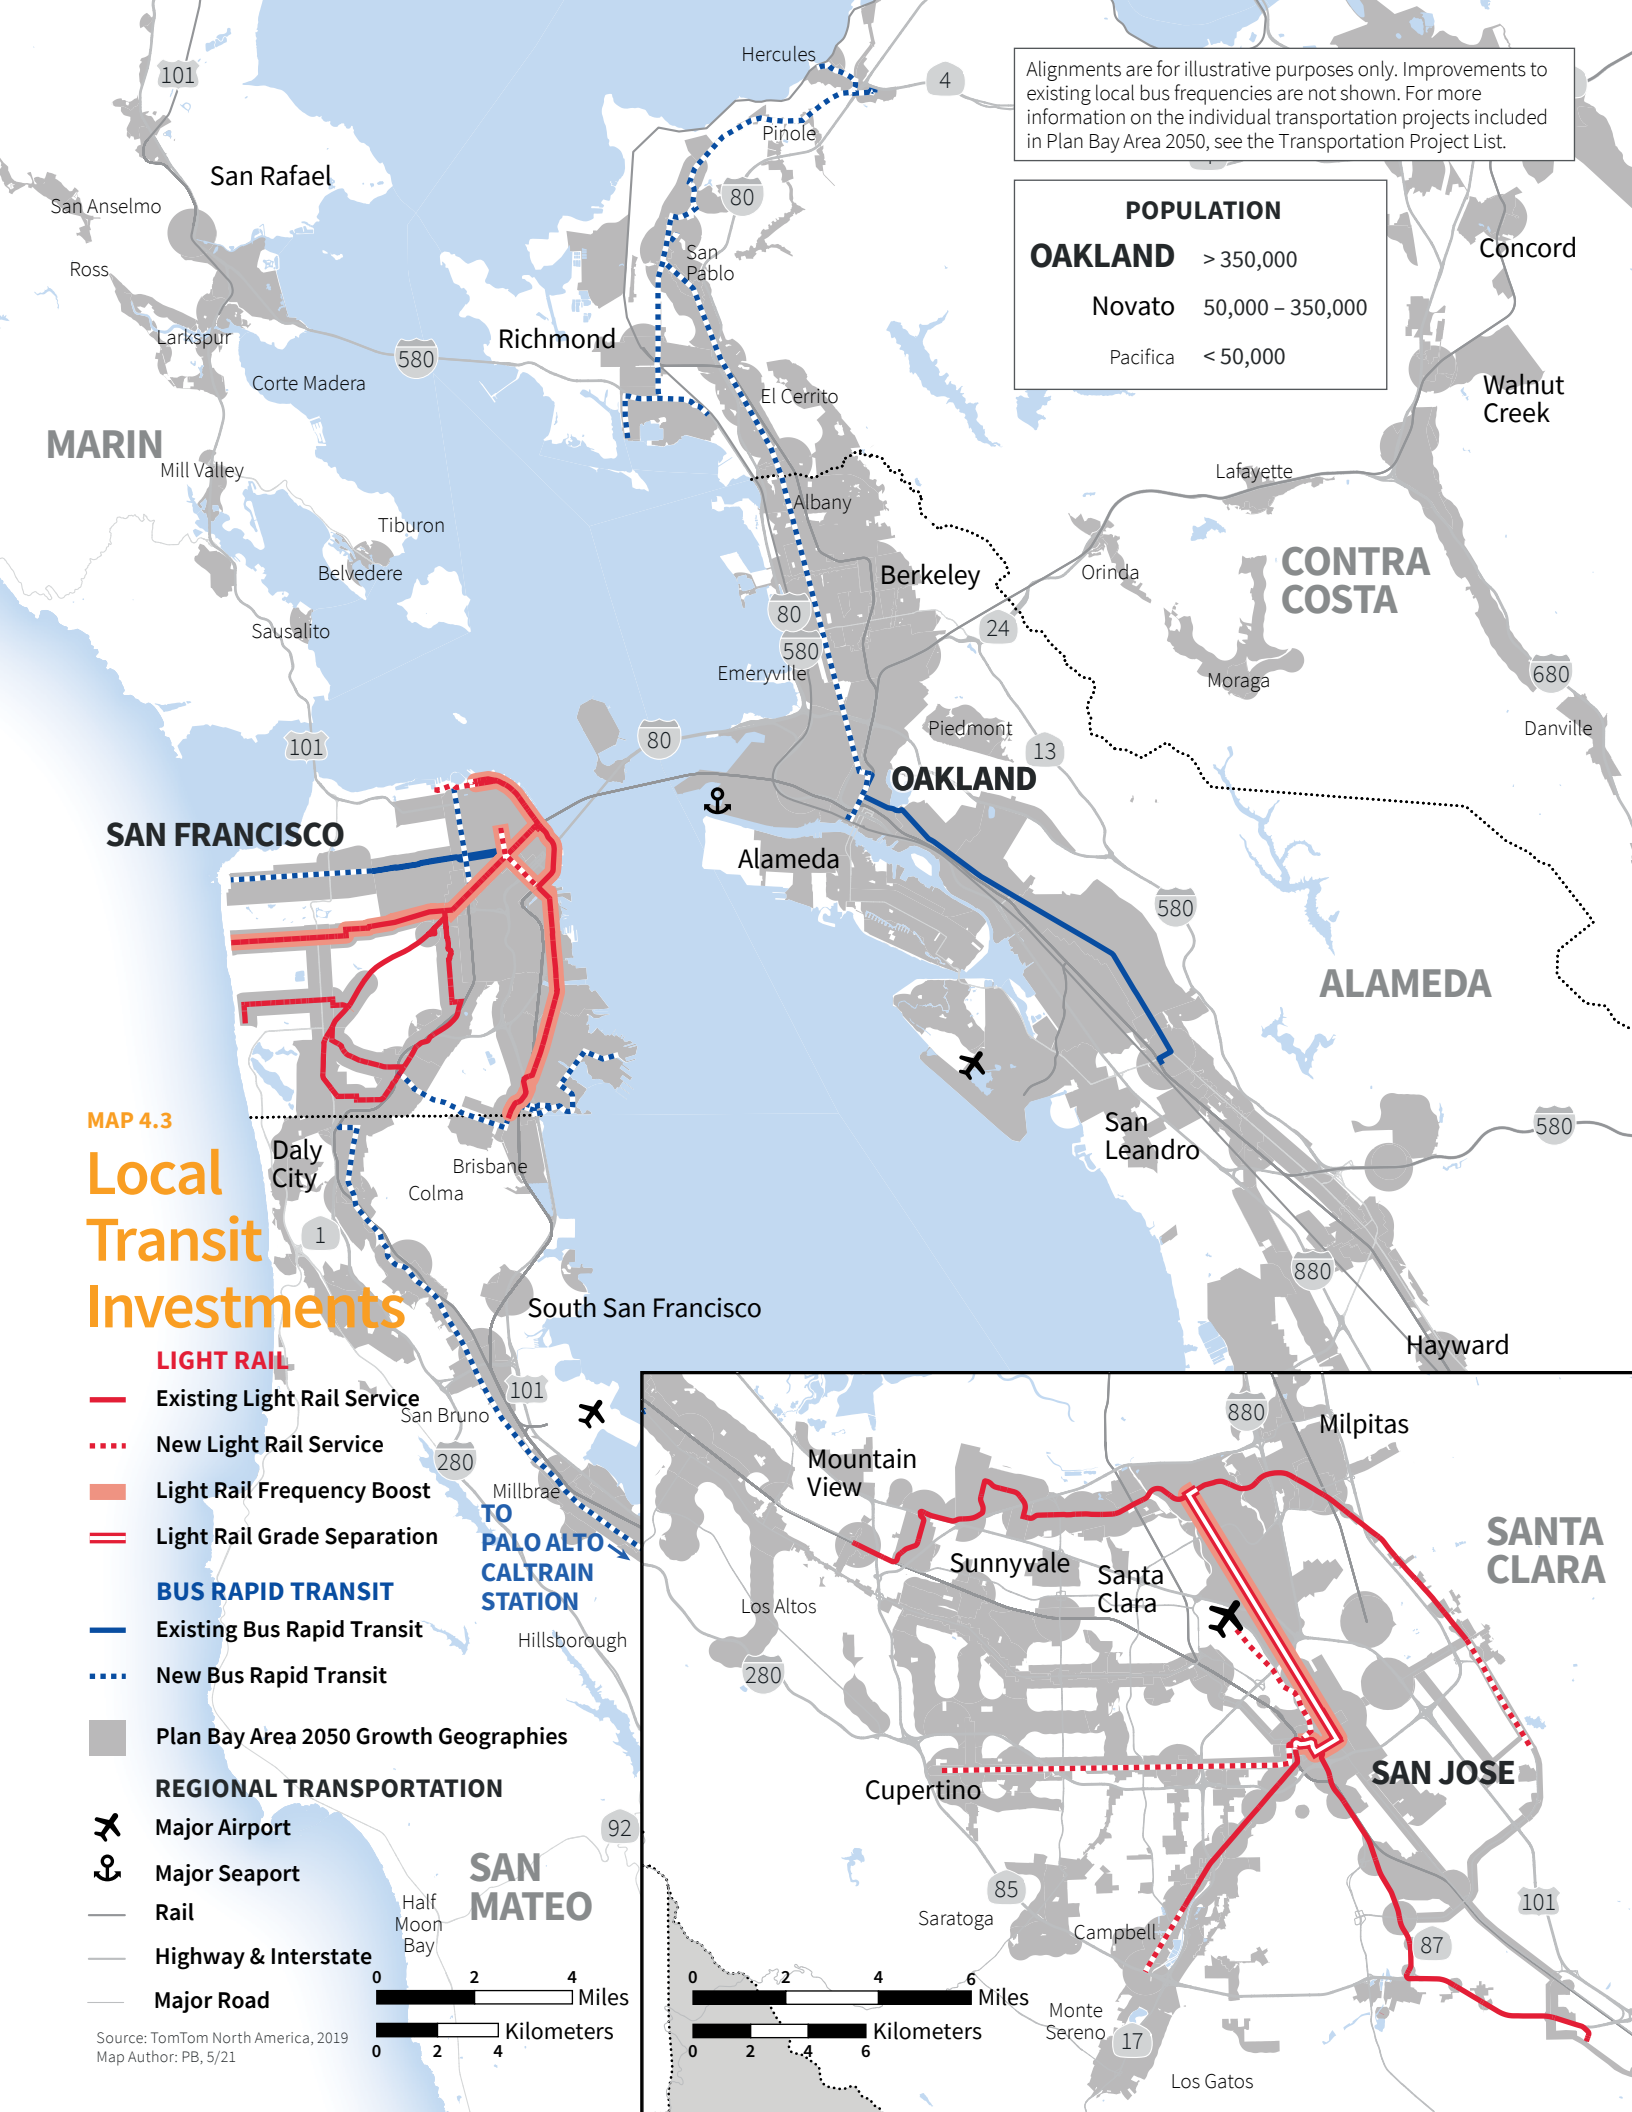 Hercules
101
4
Alignments are for illustrative purposes only. Improvements to
existing local bus frequencies are not shown. For more
information on the individual transportation projects included
in Plan Bay Area 2050, see the Transportation Project List.
Pinole
San Rafael
San Anselmo
80
POPULATION
OAKLAND > 350,000
Novato 50,000 – 350,000
Pacifica < 50,000
Concord
Ross
San
Pablo
Larkspur
580
Richmond
Corte Madera
El Cerrito
Walnut
Creek
MARIN
Mill Valley
Lafayette
Albany
Tiburon
Belvedere
Berkeley
Orinda
CONTRA
COSTA
80
Sausalito
24
580
Emeryville
Moraga
680
Piedmont
Danville
101
80
13
OAKLAND
SAN FRANCISCO
Alameda
580
ALAMEDA
MAP 4.3
Local
Transit
Investments
Daly
City
Brisbane
Colma
San
Leandro
580
1
880
South San Francisco
Hayward
LIGHT RAIL
Existing Light Rail Service
New Light Rail Service
Light Rail Frequency Boost
Light Rail Grade Separation
BUS RAPID TRANSIT
Existing Bus Rapid Transit
New Bus Rapid Transit
Plan Bay Area 2050 Growth Geographies
REGIONAL TRANSPORTATION
Major Airport
Major Seaport
Rail
Highway & Interstate
Major Road
Source: TomTom North America, 2019
Map Author: PB, 5/21
101
San Bruno
280
Millbrae
TO
PALO ALTO
CALTRAIN
STATION
Hillsborough
92
SAN
MATEO
Half
Moon
Bay
0 2 4
Miles
Kilometers
0 2 4
880
Milpitas
Mountain
View
SANTA
CLARA
Sunnyvale
Santa
Clara
Los Altos
280
SAN JOSE
Cupertino
85
101
Saratoga
Campbell
87
0 2 4 6
Miles
Kilometers
0 2 4 6
Monte
Sereno
17
Los Gatos